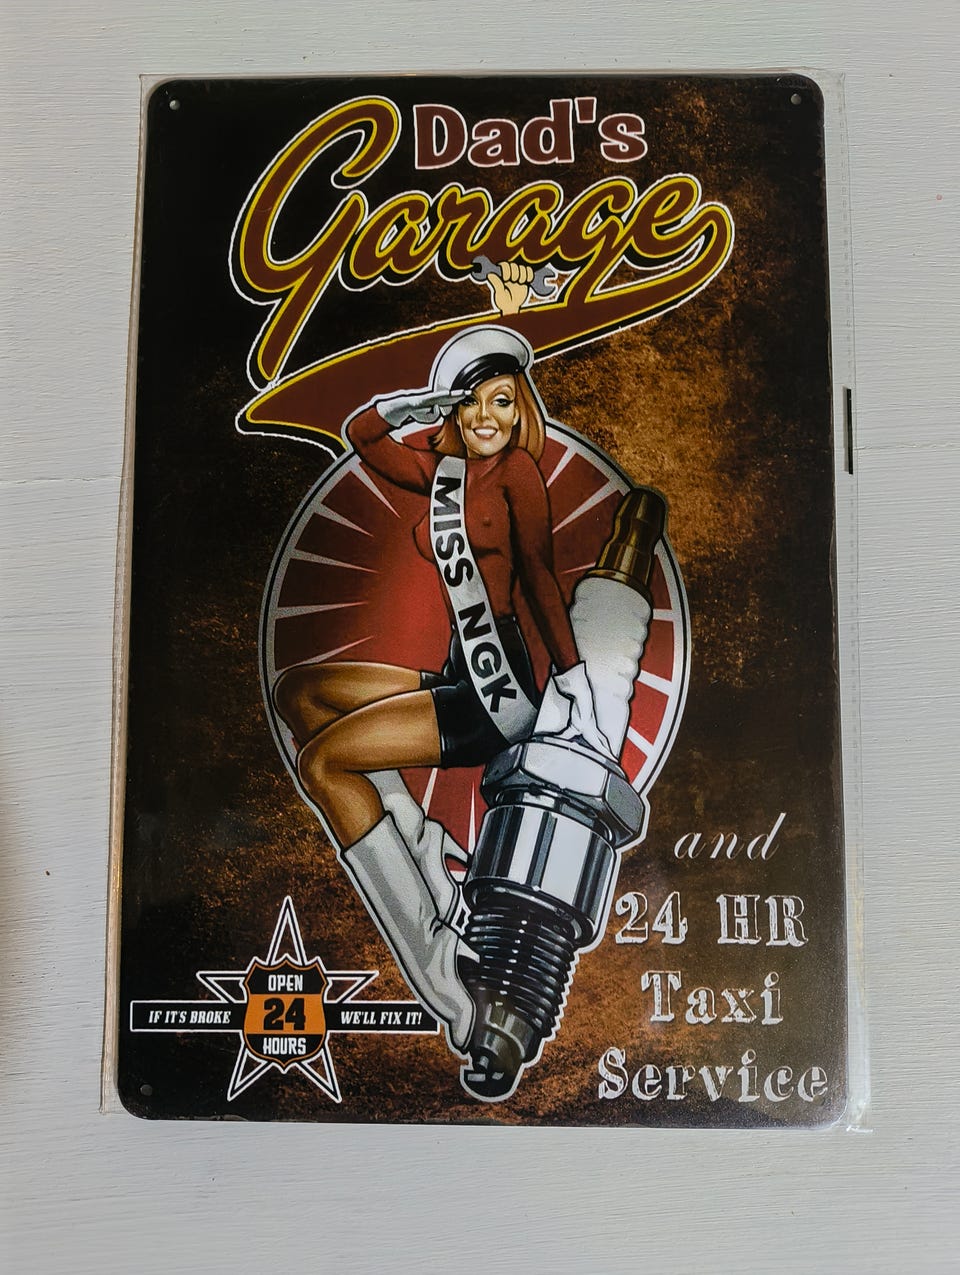 Dad's
Garage
MISS NGK
and
24 HR
Taxi
Service
OPEN
IF IT'S BROKE 24 WE'LL FIX IT!
HOURS